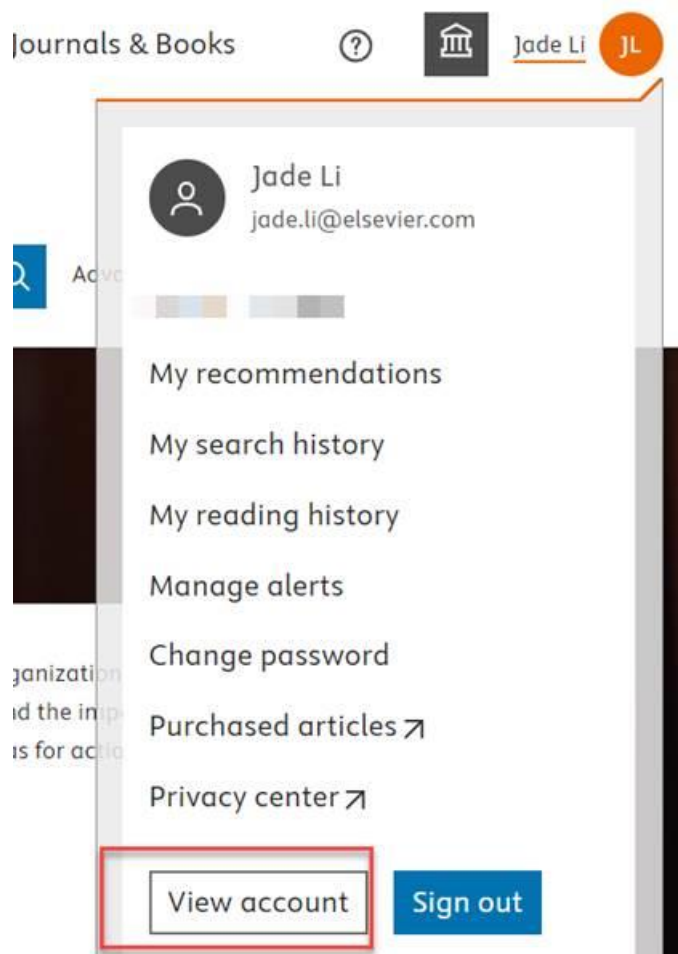 Journals & Books
Jade Li
JL
Jade Li
jade.li@elsevier.com
My recommendations
My search history
My reading history
Manage alerts
Change password
Purchased articles
Privacy center
View account
Sign out